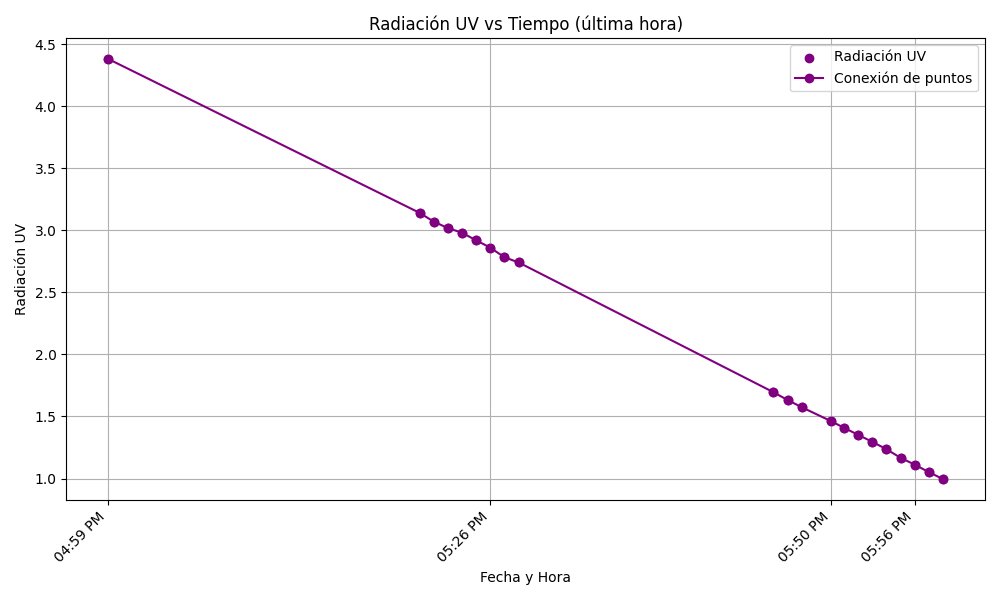 Radiación UV vs Tiempo (última hora)
Radiación UV
Conexión de puntos
Radiación UV
4.5
4.0
3.5
3.0
2.5
2.0
1.5
1.0
04:59 PM
05:26 PM
05:50 PM
05:56 PM
Fecha y Hora